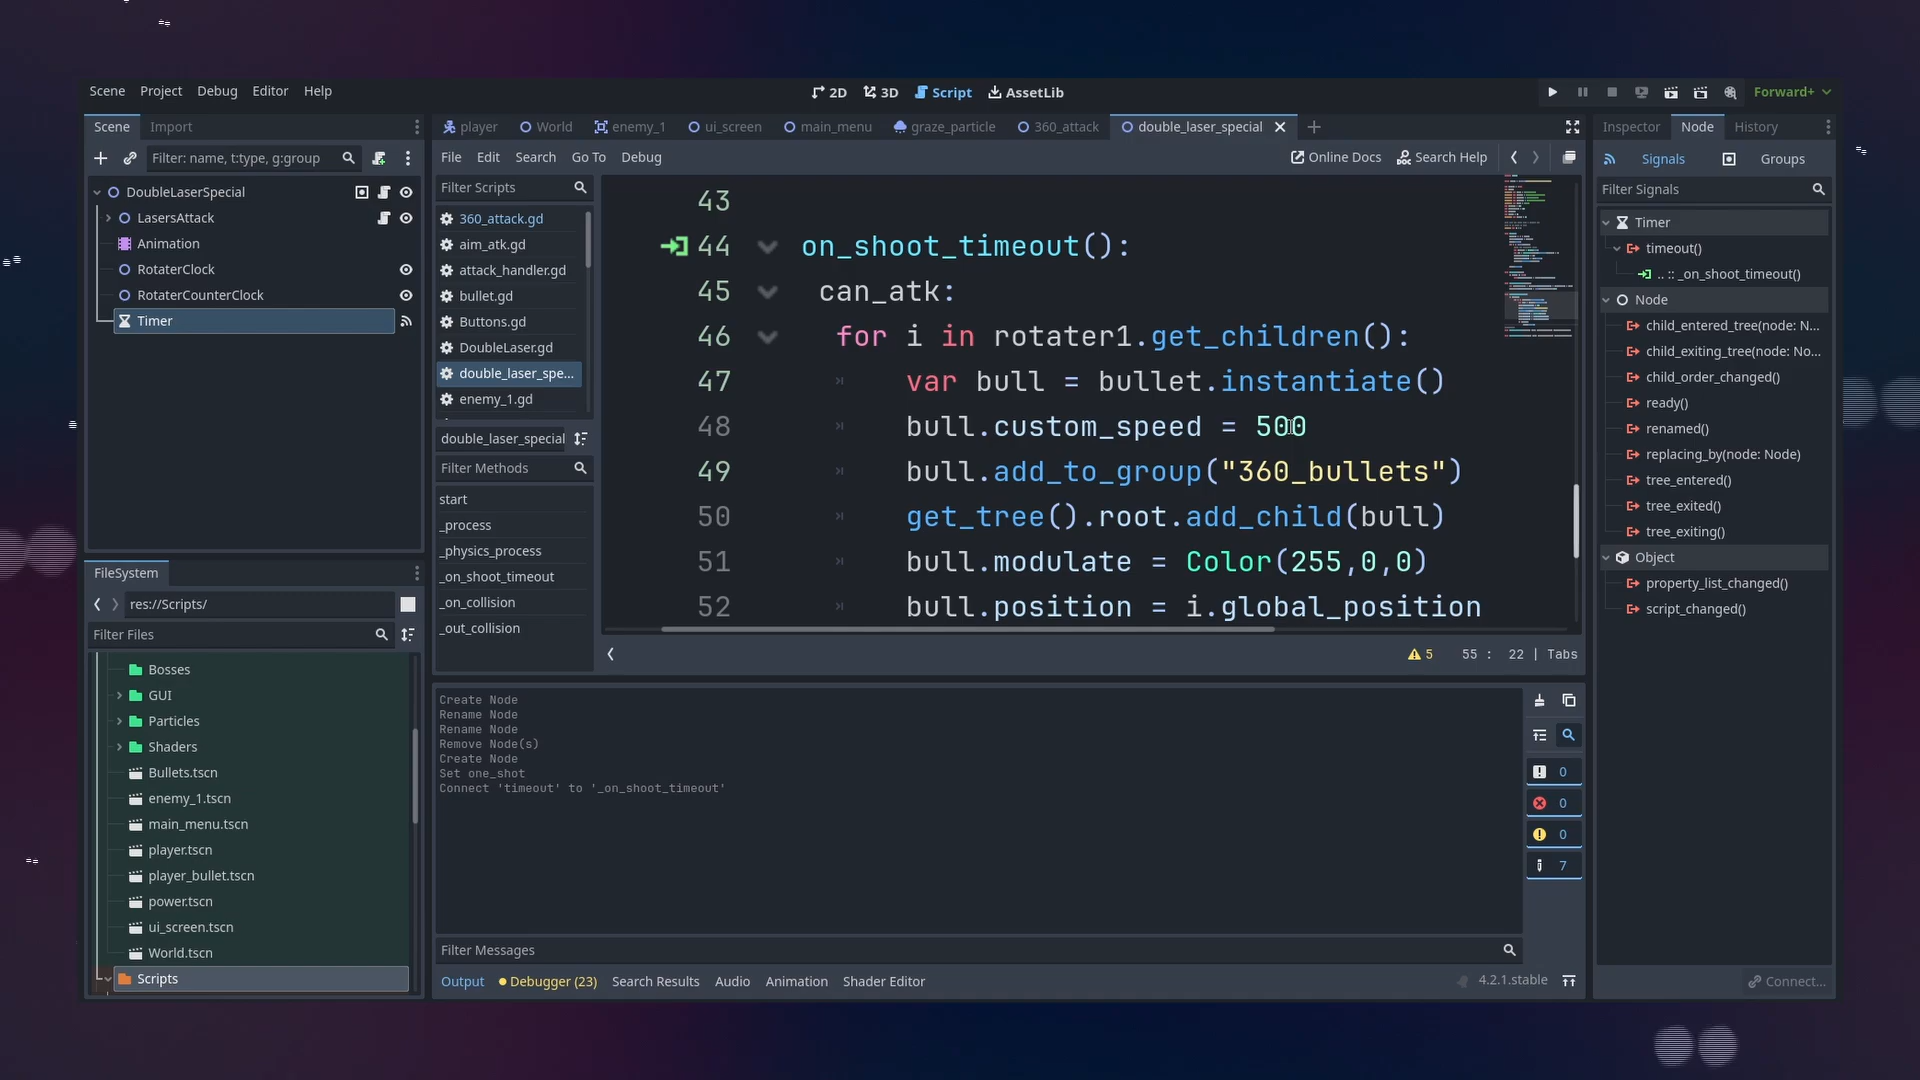 Scene Project Debug Editor Help
2D 3D Script AssetLib
Forward+
Scene Import
Filter: name, t:type, g:group
DoubleLaserSpecial
LasersAttack
Animation
RotaterClock
RotaterCounterClock
Timer
FileSystem
res://Scripts/
Filter Files
Bosses
GUI
Particles
Shaders
Bullets.tscn
enemy_1.tscn
main_menu.tscn
player.tscn
player_bullet.tscn
power.tscn
ui_screen.tscn
World.tscn
Scripts
player World enemy_1 ui_screen main_menu graze_particle 360_attack double_laser_special
File Edit Search Go To Debug
Online Docs Search Help
Filter Scripts
360_attack.gd
aim_atk.gd
attack_handler.gd
bullet.gd
Buttons.gd
DoubleLaser.gd
double_laser_spe...
enemy_1.gd
double_laser_special
Filter Methods
start
_process
_physics_process
_on_shoot_timeout
_on_collision
_out_collision
43
44 on_shoot_timeout():
45 can_atk:
46 for i in rotater1.get_children():
47 var bull = bullet.instantiate()
48 bull.custom_speed = 500
49 bull.add_to_group("360_bullets")
50 get_tree().root.add_child(bull)
51 bull.modulate = Color(255,0,0)
52 bull.position = i.global_position
5 55 : 22 | Tabs
Create Node
Rename Node
Rename Node
Remove Node(s)
Create Node
Set one_shot
Connect 'timeout' to '_on_shoot_timeout'
0
0
0
7
Filter Messages
Output Debugger (23) Search Results Audio Animation Shader Editor
4.2.1.stable
Inspector Node History
Signals Groups
Filter Signals
Timer
timeout()
.. :: _on_shoot_timeout()
Node
child_entered_tree(node: N...
child_exiting_tree(node: No...
child_order_changed()
ready()
renamed()
replacing_by(node: Node)
tree_entered()
tree_exited()
tree_exiting()
Object
property_list_changed()
script_changed()
Connect...